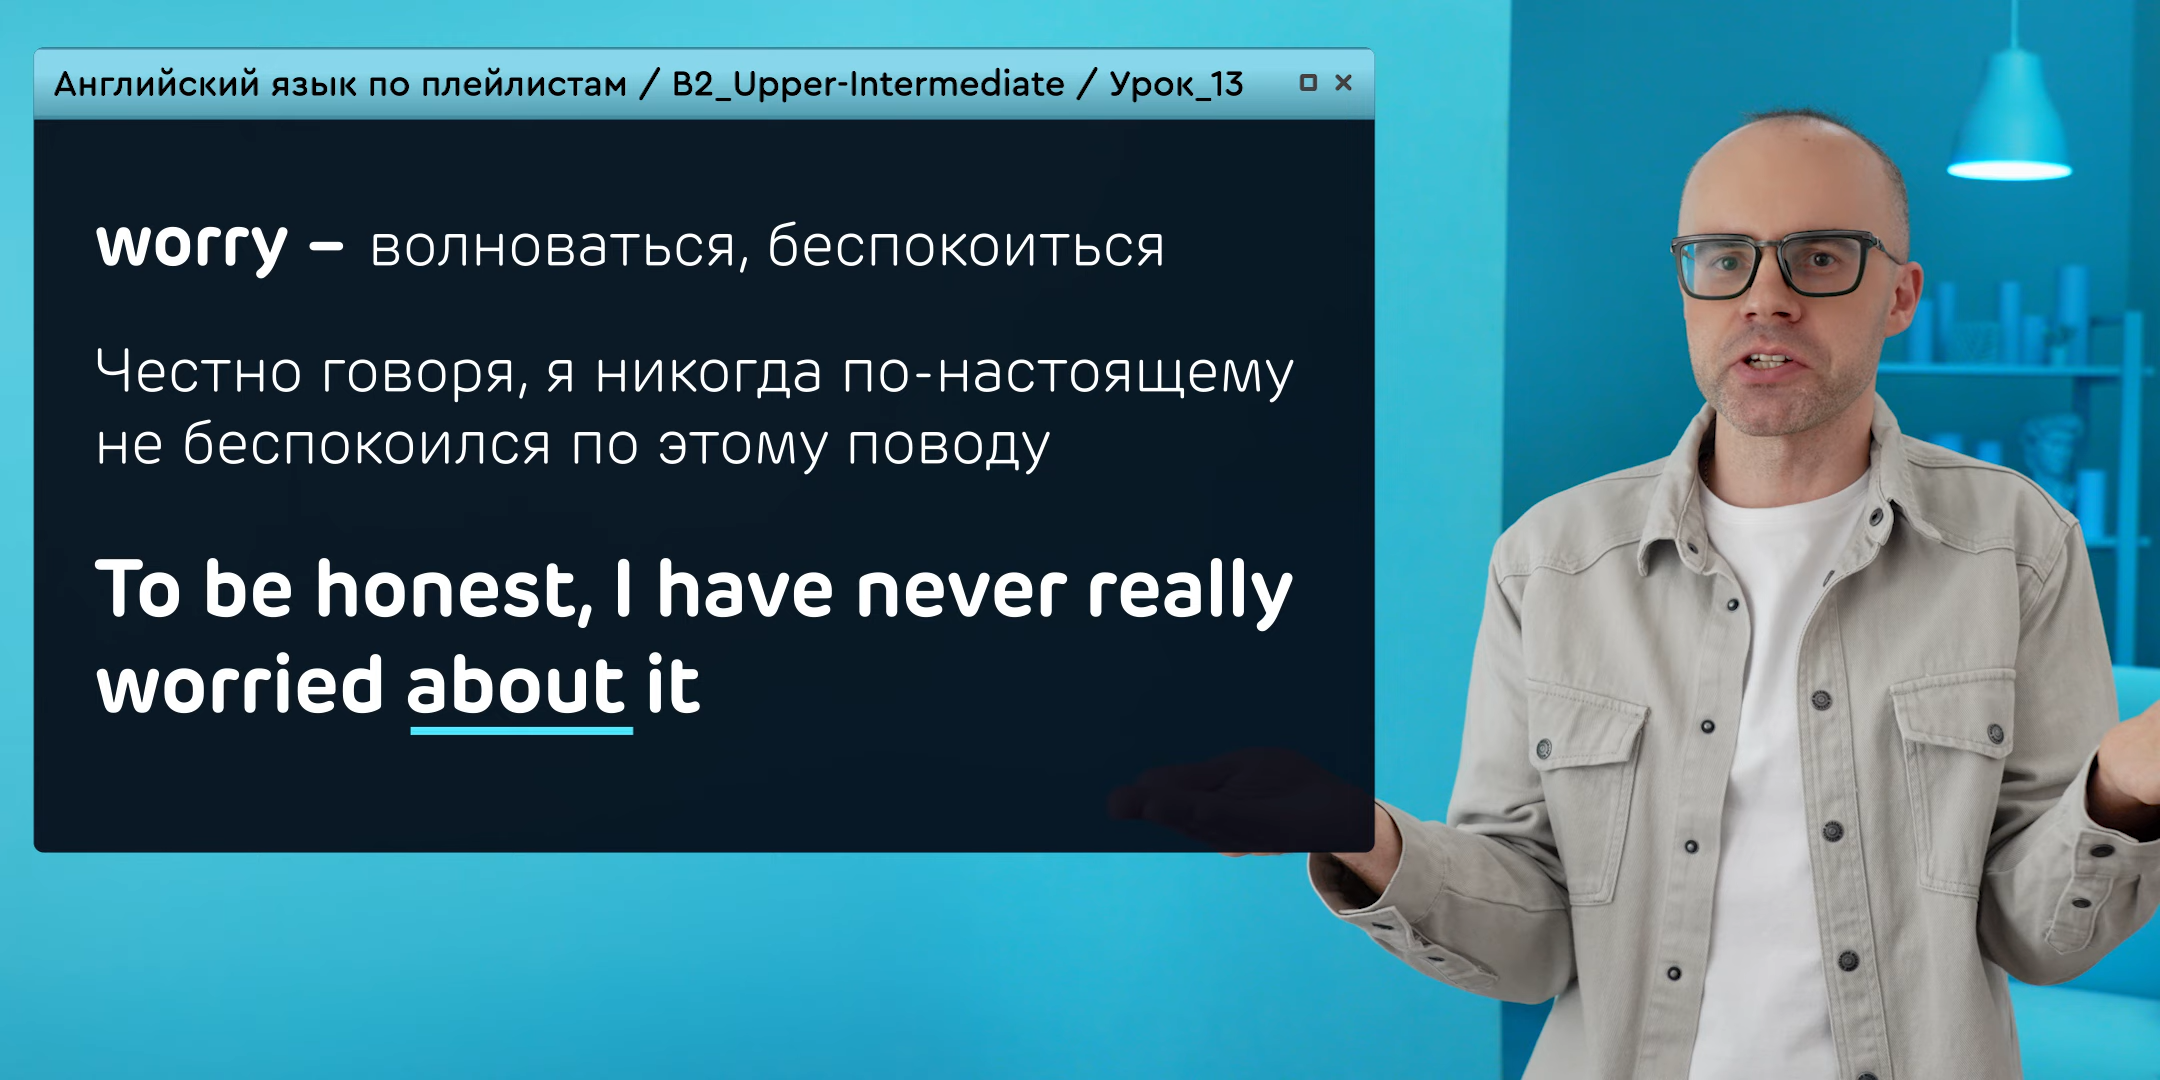 Английский язык по плейлистам / B2_Upper-Intermediate / Урок_13
worry – волноваться, беспокоиться
Честно говоря, я никогда по-настоящему
не беспокоился по этому поводу
To be honest, I have never really
worried about it